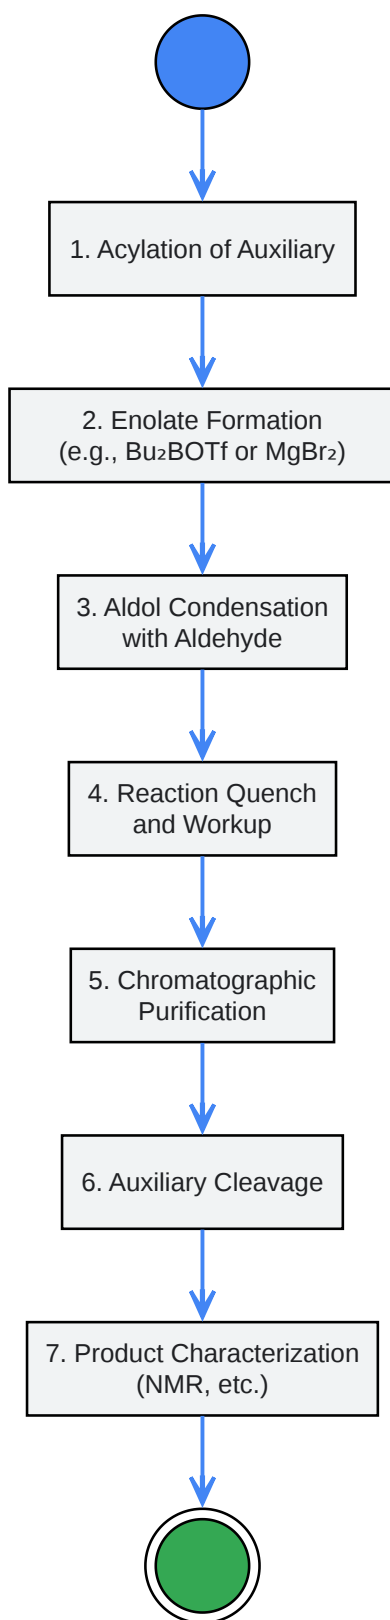 1. Acylation of Auxiliary
2. Enolate Formation
(e.g., Bu₂BOTf or MgBr₂)
3. Aldol Condensation
with Aldehyde
4. Reaction Quench
and Workup
5. Chromatographic
Purification
6. Auxiliary Cleavage
7. Product Characterization
(NMR, etc.)